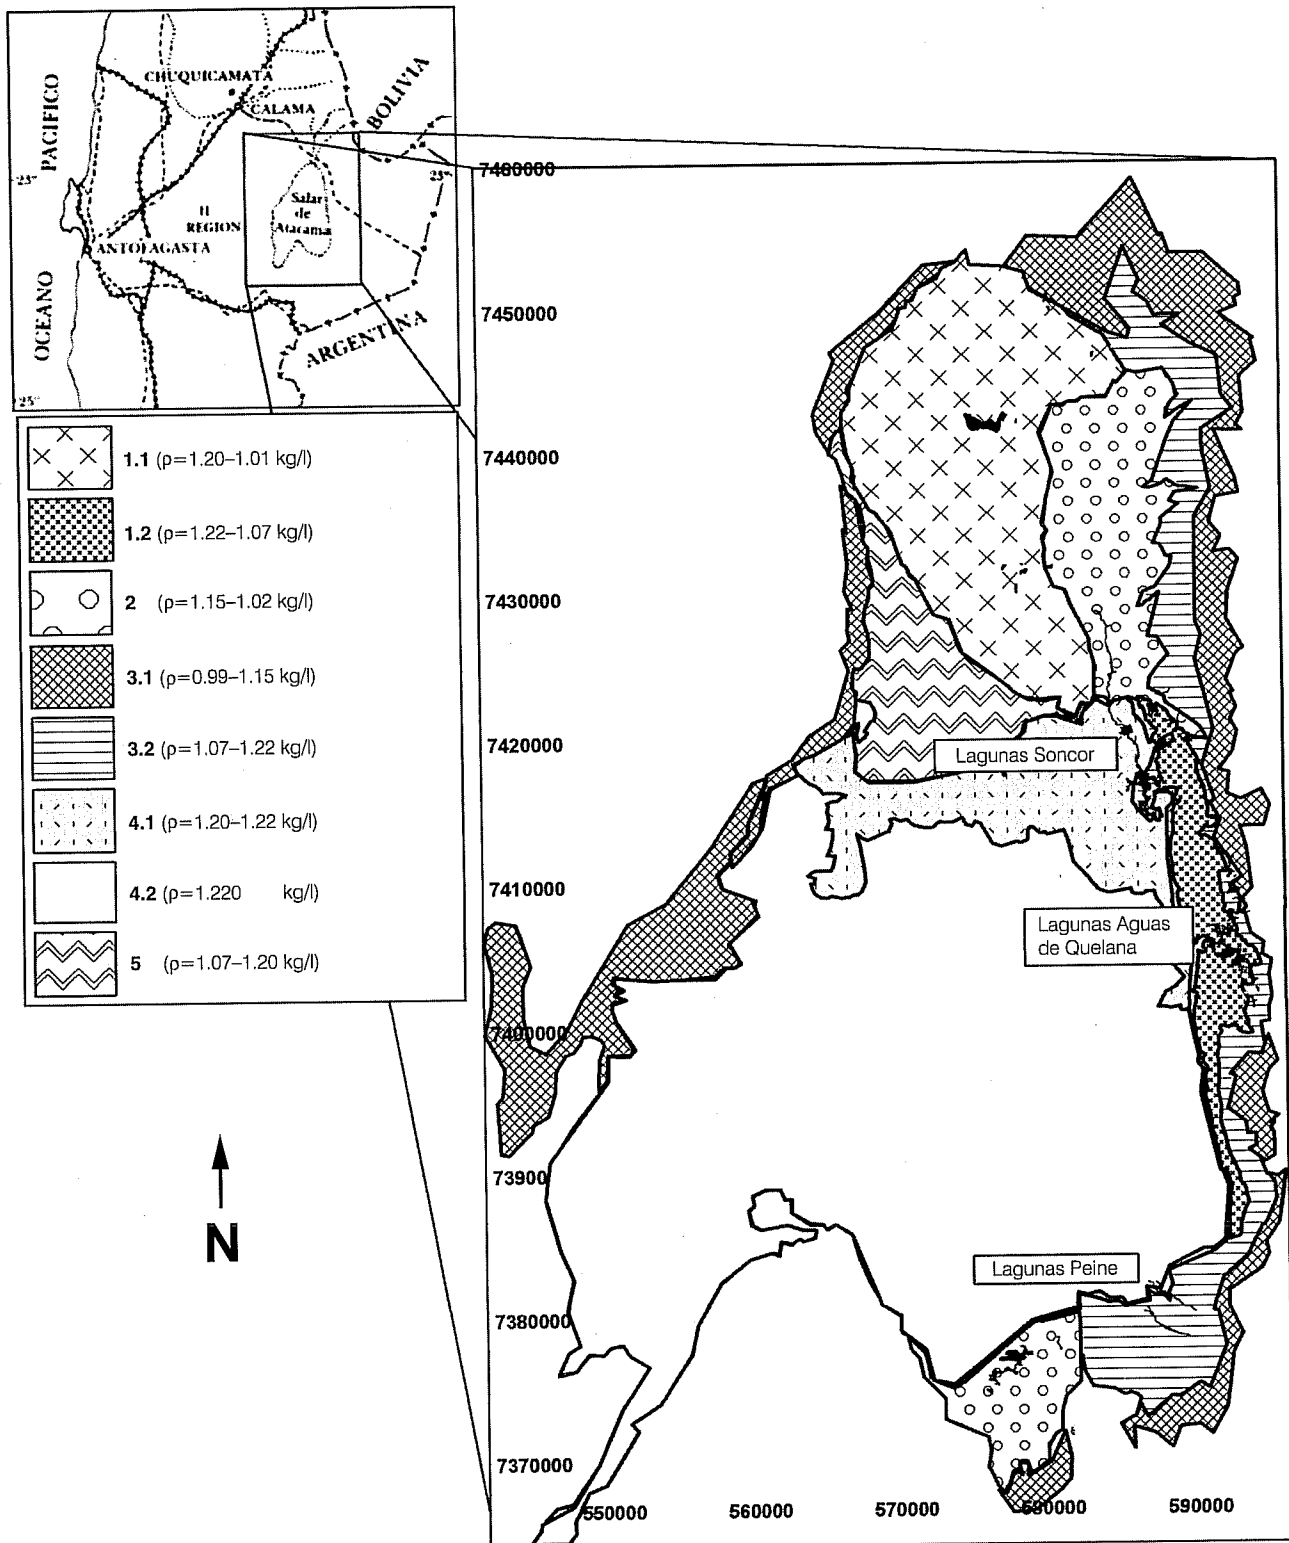 PACIFICO
OCEANO
CHUQUICAMATA
CALAMA
BOLIVIA
23°
23°
II
REGION
Salar
de
Atacama
ANTOFAGASTA
ARGENTINA
25°
1.1 (ρ=1.20–1.01 kg/l)
1.2 (ρ=1.22–1.07 kg/l)
2 (ρ=1.15–1.02 kg/l)
3.1 (ρ=0.99–1.15 kg/l)
3.2 (ρ=1.07–1.22 kg/l)
4.1 (ρ=1.20–1.22 kg/l)
4.2 (ρ=1.220 kg/l)
5 (ρ=1.07–1.20 kg/l)
N
7460000
7450000
7440000
7430000
7420000
7410000
7400000
73900
7380000
7370000
550000
560000
570000
580000
590000
Lagunas Soncor
Lagunas Aguas
de Quelana
Lagunas Peine